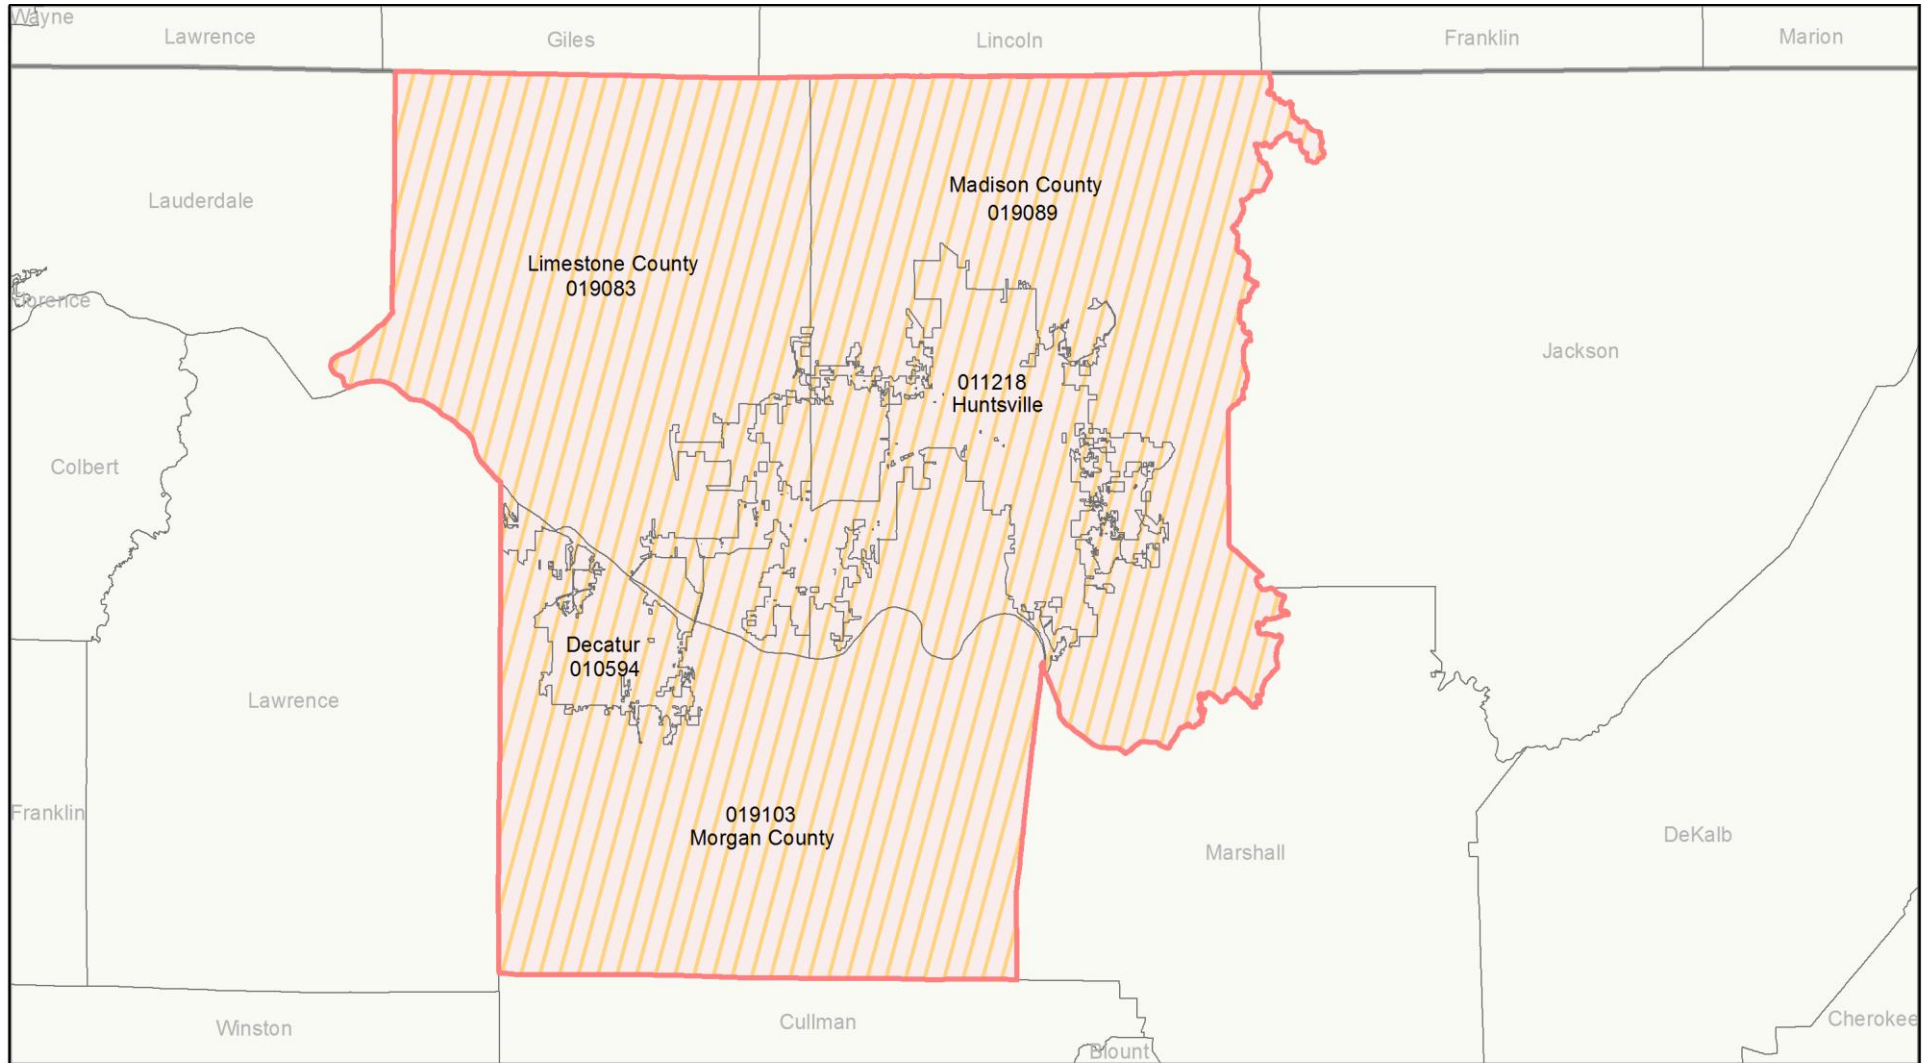 Wayne
Lawrence
Giles
Lincoln
Franklin
Marion
Lauderdale
Madison County
019089
Limestone County
019083
Florence
Jackson
011218
Huntsville
Colbert
Decatur
010594
Lawrence
Franklin
019103
Morgan County
Marshall
DeKalb
Winston
Cullman
Cherokee
Blount